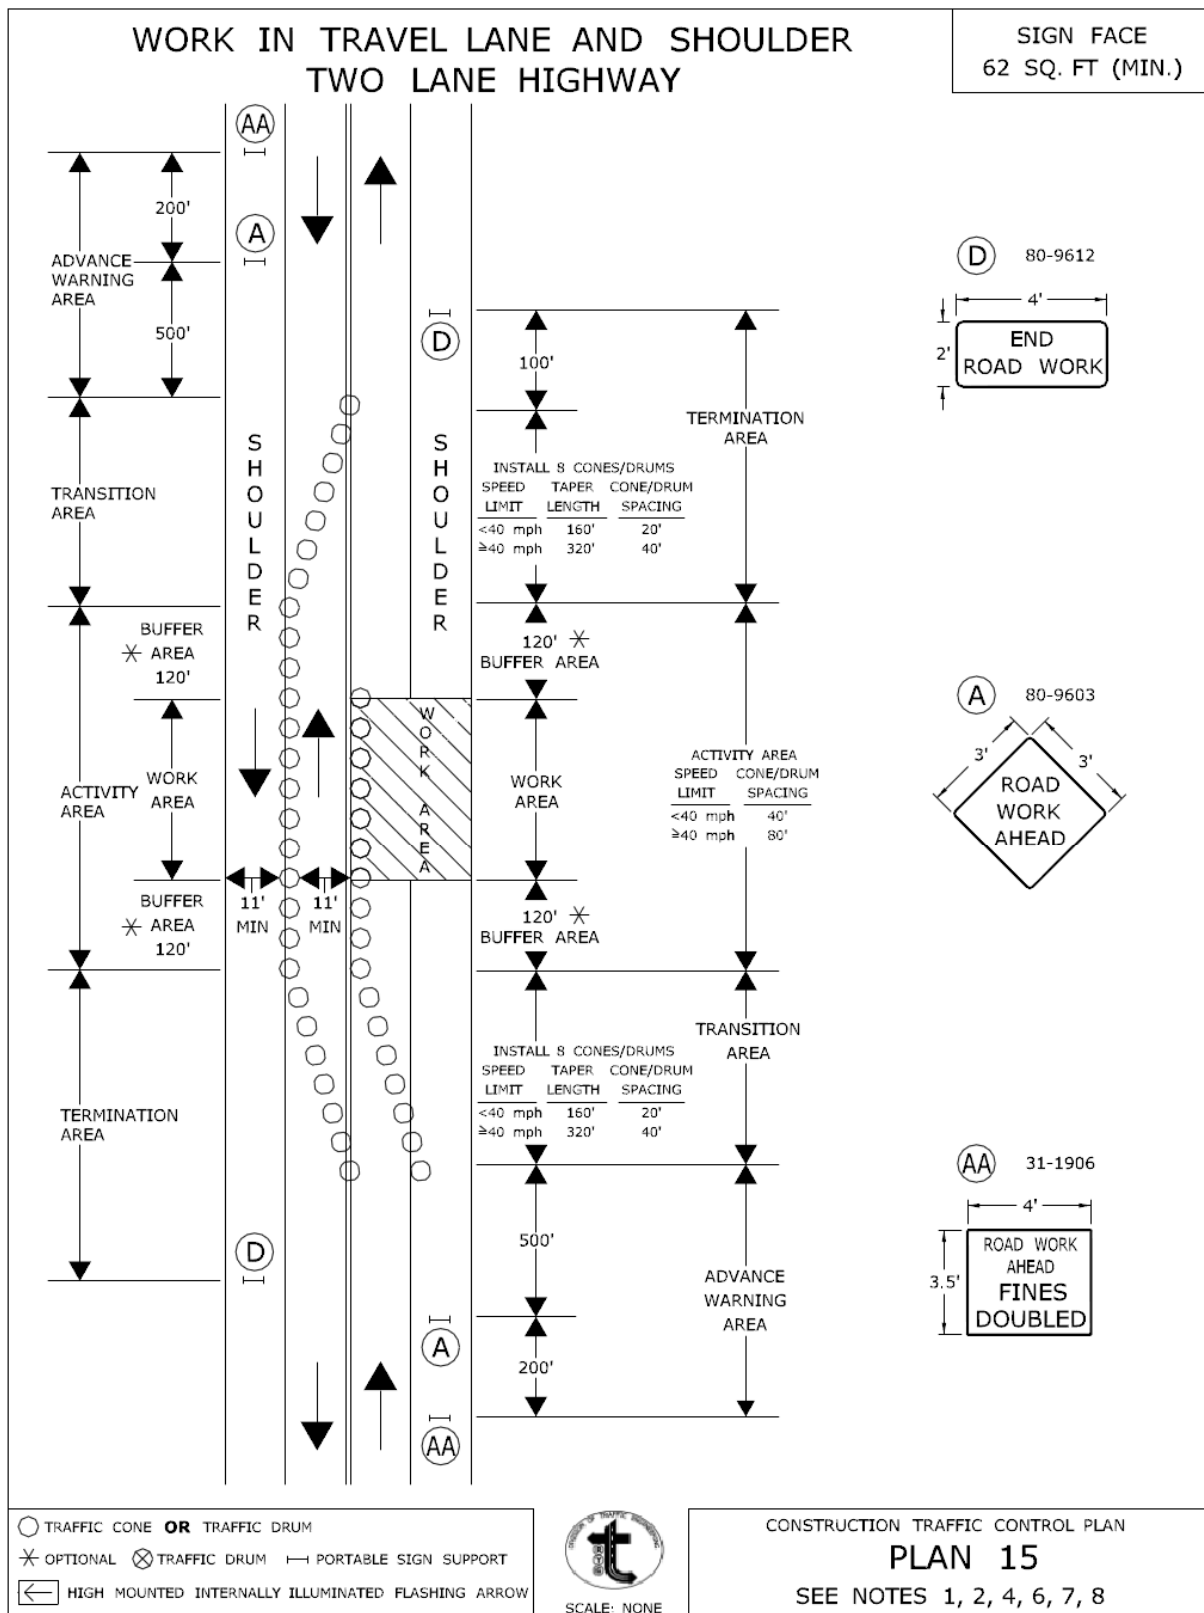 WORK IN TRAVEL LANE AND SHOULDER
TWO LANE HIGHWAY
SIGN FACE
62 SQ. FT (MIN.)
AA
200'
A
ADVANCE
WARNING
AREA
500'
D
100'
TERMINATION
AREA
SHOULDER
SHOULDER
TRANSITION
AREA
INSTALL 8 CONES/DRUMS
SPEED TAPER CONE/DRUM
LIMIT LENGTH SPACING
<40 mph 160' 20'
≥40 mph 320' 40'
BUFFER
* AREA
120'
120' *
BUFFER AREA
WORK AREA
ACTIVITY
AREA
WORK
AREA
WORK
AREA
ACTIVITY AREA
SPEED CONE/DRUM
LIMIT SPACING
<40 mph 40'
≥40 mph 80'
11'
MIN
11'
MIN
BUFFER
* AREA
120'
120' *
BUFFER AREA
TRANSITION
AREA
INSTALL 8 CONES/DRUMS
SPEED TAPER CONE/DRUM
LIMIT LENGTH SPACING
<40 mph 160' 20'
≥40 mph 320' 40'
TERMINATION
AREA
D
500'
ADVANCE
WARNING
AREA
A
200'
AA
D 80-9612
4'
2'
END
ROAD WORK
A 80-9603
3'
3'
ROAD
WORK
AHEAD
AA 31-1906
4'
3.5'
ROAD WORK
AHEAD
FINES
DOUBLED
TRAFFIC CONE OR TRAFFIC DRUM
* OPTIONAL TRAFFIC DRUM PORTABLE SIGN SUPPORT
HIGH MOUNTED INTERNALLY ILLUMINATED FLASHING ARROW
DIVISION OF TRAFFIC ENGINEERING
t
SCALE: NONE
CONSTRUCTION TRAFFIC CONTROL PLAN
PLAN 15
SEE NOTES 1, 2, 4, 6, 7, 8